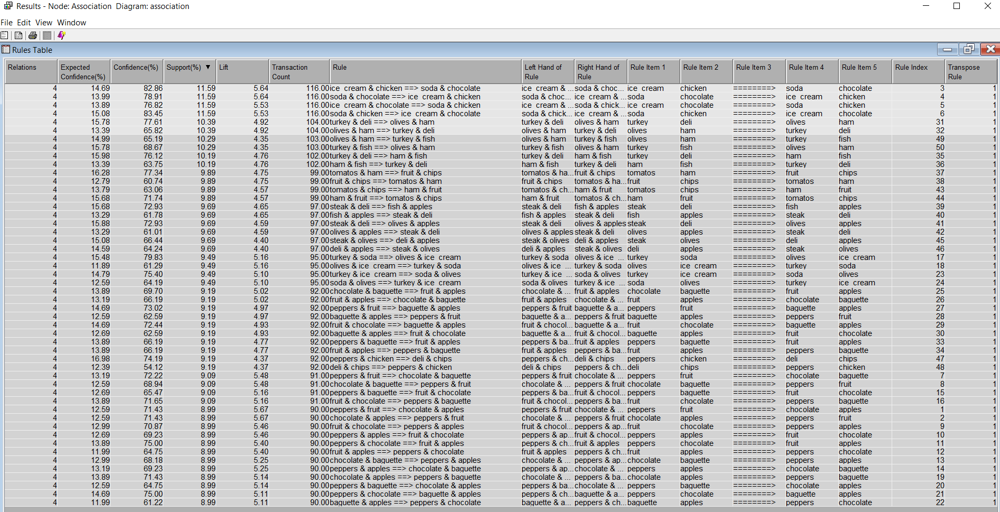 Results - Node: Association  Diagram: association
File Edit View Window
Rules Table
Relations Expected Confidence(%) Confidence(%) Support(%) ▼ Lift Transaction Count Rule Left Hand of Rule Right Hand of Rule Rule Item 1 Rule Item 2 Rule Item 3 Rule Item 4 Rule Item 5 Rule Index Transpose Rule
4 14.69 82.86 11.59 5.64 116.00 ice cream & chicken ==> soda & chocolate ice cream & ... soda & choc... ice cream chicken ========> soda chocolate 3 1
4 13.99 78.91 11.59 5.64 116.00 soda & chocolate ==> ice cream & chicken soda & choc... ice cream & ... soda chocolate ========> ice cream chicken 4 1
4 13.89 76.82 11.59 5.53 116.00 ice cream & chocolate ==> soda & chicken ice cream & ... soda & chick... ice cream chocolate ========> soda chicken 5 1
4 15.08 83.45 11.59 5.53 116.00 soda & chicken ==> ice cream & chocolate soda & chick... ice cream & ... soda chicken ========> ice cream chocolate 6 1
4 15.78 77.61 10.39 4.92 104.00 turkey & deli ==> olives & ham turkey & deli olives & ham turkey deli ========> olives ham 31 1
4 13.39 65.82 10.39 4.92 104.00 olives & ham ==> turkey & deli olives & ham turkey & deli olives ham ========> turkey deli 32 1
4 14.99 65.19 10.29 4.35 103.00 olives & ham ==> turkey & fish olives & ham turkey & fish olives ham ========> turkey fish 49 1
4 15.78 68.67 10.29 4.35 103.00 turkey & fish ==> olives & ham turkey & fish olives & ham turkey fish ========> olives ham 50 1
4 15.98 76.12 10.19 4.76 102.00 turkey & deli ==> ham & fish turkey & deli ham & fish turkey deli ========> ham fish 35 1
4 13.39 63.75 10.19 4.76 102.00 ham & fish ==> turkey & deli ham & fish turkey & deli ham fish ========> turkey deli 36 1
4 16.28 77.34 9.89 4.75 99.00 tomatos & ham ==> fruit & chips tomatos & ha... fruit & chips tomatos ham ========> fruit chips 37 1
4 12.79 60.74 9.89 4.75 99.00 fruit & chips ==> tomatos & ham fruit & chips tomatos & ha... fruit chips ========> tomatos ham 38 1
4 13.79 63.06 9.89 4.57 99.00 tomatos & chips ==> ham & fruit tomatos & ch... ham & fruit tomatos chips ========> ham fruit 43 1
4 15.68 71.74 9.89 4.57 99.00 ham & fruit ==> tomatos & chips ham & fruit tomatos & ch... ham fruit ========> tomatos chips 44 1
4 15.68 72.93 9.69 4.65 97.00 steak & deli ==> fish & apples steak & deli fish & apples steak deli ========> fish apples 39 1
4 13.29 61.78 9.69 4.65 97.00 fish & apples ==> steak & deli fish & apples steak & deli fish apples ========> steak deli 40 1
4 15.88 72.93 9.69 4.59 97.00 steak & deli ==> olives & apples steak & deli olives & apples steak deli ========> olives apples 41 1
4 13.29 61.01 9.69 4.59 97.00 olives & apples ==> steak & deli olives & apples steak & deli olives apples ========> steak deli 42 1
4 15.08 66.44 9.69 4.40 97.00 steak & olives ==> deli & apples steak & olives deli & apples steak olives ========> deli apples 45 1
4 14.59 64.24 9.69 4.40 97.00 deli & apples ==> steak & olives deli & apples steak & olives deli apples ========> steak olives 46 1
4 15.48 79.83 9.49 5.16 95.00 turkey & soda ==> olives & ice cream turkey & soda olives & ice ... turkey soda ========> olives ice cream 17 1
4 11.89 61.29 9.49 5.16 95.00 olives & ice cream ==> turkey & soda olives & ice ... turkey & soda olives ice cream ========> turkey soda 18 1
4 14.79 75.40 9.49 5.10 95.00 turkey & ice cream ==> soda & olives turkey & ice ... soda & olives turkey ice cream ========> soda olives 23 1
4 12.59 64.19 9.49 5.10 95.00 soda & olives ==> turkey & ice cream soda & olives turkey & ice ... soda olives ========> turkey ice cream 24 1
4 13.89 69.70 9.19 5.02 92.00 chocolate & baguette ==> fruit & apples chocolate & ... fruit & apples chocolate baguette ========> fruit apples 25 1
4 13.19 66.19 9.19 5.02 92.00 fruit & apples ==> chocolate & baguette fruit & apples chocolate & ... fruit apples ========> chocolate baguette 26 1
4 14.69 73.02 9.19 4.97 92.00 peppers & fruit ==> baguette & apples peppers & fruit baguette & a... peppers fruit ========> baguette apples 27 1
4 12.59 62.59 9.19 4.97 92.00 baguette & apples ==> peppers & fruit baguette & a... peppers & fruit baguette apples ========> peppers fruit 28 1
4 14.69 72.44 9.19 4.93 92.00 fruit & chocolate ==> baguette & apples fruit & chocol... baguette & a... fruit chocolate ========> baguette apples 29 1
4 12.69 62.59 9.19 4.93 92.00 baguette & apples ==> fruit & chocolate baguette & a... fruit & chocol... baguette apples ========> fruit chocolate 30 1
4 13.89 66.19 9.19 4.77 92.00 peppers & baguette ==> fruit & apples peppers & ba... fruit & apples peppers baguette ========> fruit apples 33 1
4 13.89 66.19 9.19 4.77 92.00 fruit & apples ==> peppers & baguette fruit & apples peppers & ba... fruit apples ========> peppers baguette 34 1
4 16.98 74.19 9.19 4.37 92.00 peppers & chicken ==> deli & chips peppers & ch... deli & chips peppers chicken ========> deli chips 47 1
4 12.39 54.12 9.19 4.37 92.00 deli & chips ==> peppers & chicken deli & chips peppers & ch... deli chips ========> peppers chicken 48 1
4 13.19 72.22 9.09 5.48 91.00 peppers & fruit ==> chocolate & baguette peppers & fruit chocolate & ... peppers fruit ========> chocolate baguette 7 1
4 12.59 68.94 9.09 5.48 91.00 chocolate & baguette ==> peppers & fruit chocolate & ... peppers & fruit chocolate baguette ========> peppers fruit 8 1
4 12.69 65.47 9.09 5.16 91.00 peppers & baguette ==> fruit & chocolate peppers & ba... fruit & chocol... peppers baguette ========> fruit chocolate 15 1
4 13.89 71.65 9.09 5.16 91.00 fruit & chocolate ==> peppers & baguette fruit & chocol... peppers & ba... fruit chocolate ========> peppers baguette 16 1
4 12.59 71.43 8.99 5.67 90.00 peppers & fruit ==> chocolate & apples peppers & fruit chocolate & ... peppers fruit ========> chocolate apples 1 1
4 12.59 71.43 8.99 5.67 90.00 chocolate & apples ==> peppers & fruit chocolate & ... peppers & fruit chocolate apples ========> peppers fruit 2 1
4 12.99 70.87 8.99 5.46 90.00 fruit & chocolate ==> peppers & apples fruit & chocol... peppers & ap... fruit chocolate ========> peppers apples 9 1
4 12.69 69.23 8.99 5.46 90.00 peppers & apples ==> fruit & chocolate peppers & ap... fruit & chocol... peppers apples ========> fruit chocolate 10 1
4 13.89 75.00 8.99 5.40 90.00 peppers & chocolate ==> fruit & apples peppers & ch... fruit & apples peppers chocolate ========> fruit apples 11 1
4 11.99 64.75 8.99 5.40 90.00 fruit & apples ==> peppers & chocolate fruit & apples peppers & ch... fruit apples ========> peppers chocolate 12 1
4 12.99 68.18 8.99 5.25 90.00 chocolate & baguette ==> peppers & apples chocolate & ... peppers & ap... chocolate baguette ========> peppers apples 13 1
4 13.19 69.23 8.99 5.25 90.00 peppers & apples ==> chocolate & baguette peppers & ap... chocolate & ... peppers apples ========> chocolate baguette 14 1
4 13.89 71.43 8.99 5.14 90.00 chocolate & apples ==> peppers & baguette chocolate & ... peppers & ba... chocolate apples ========> peppers baguette 19 1
4 12.59 64.75 8.99 5.14 90.00 peppers & baguette ==> chocolate & apples peppers & ba... chocolate & ... peppers baguette ========> chocolate apples 20 1
4 14.69 75.00 8.99 5.11 90.00 peppers & chocolate ==> baguette & apples peppers & ch... baguette & a... peppers chocolate ========> baguette apples 21 1
4 11.99 61.22 8.99 5.11 90.00 baguette & apples ==> peppers & chocolate baguette & a... peppers & ch... baguette apples ========> peppers chocolate 22 1